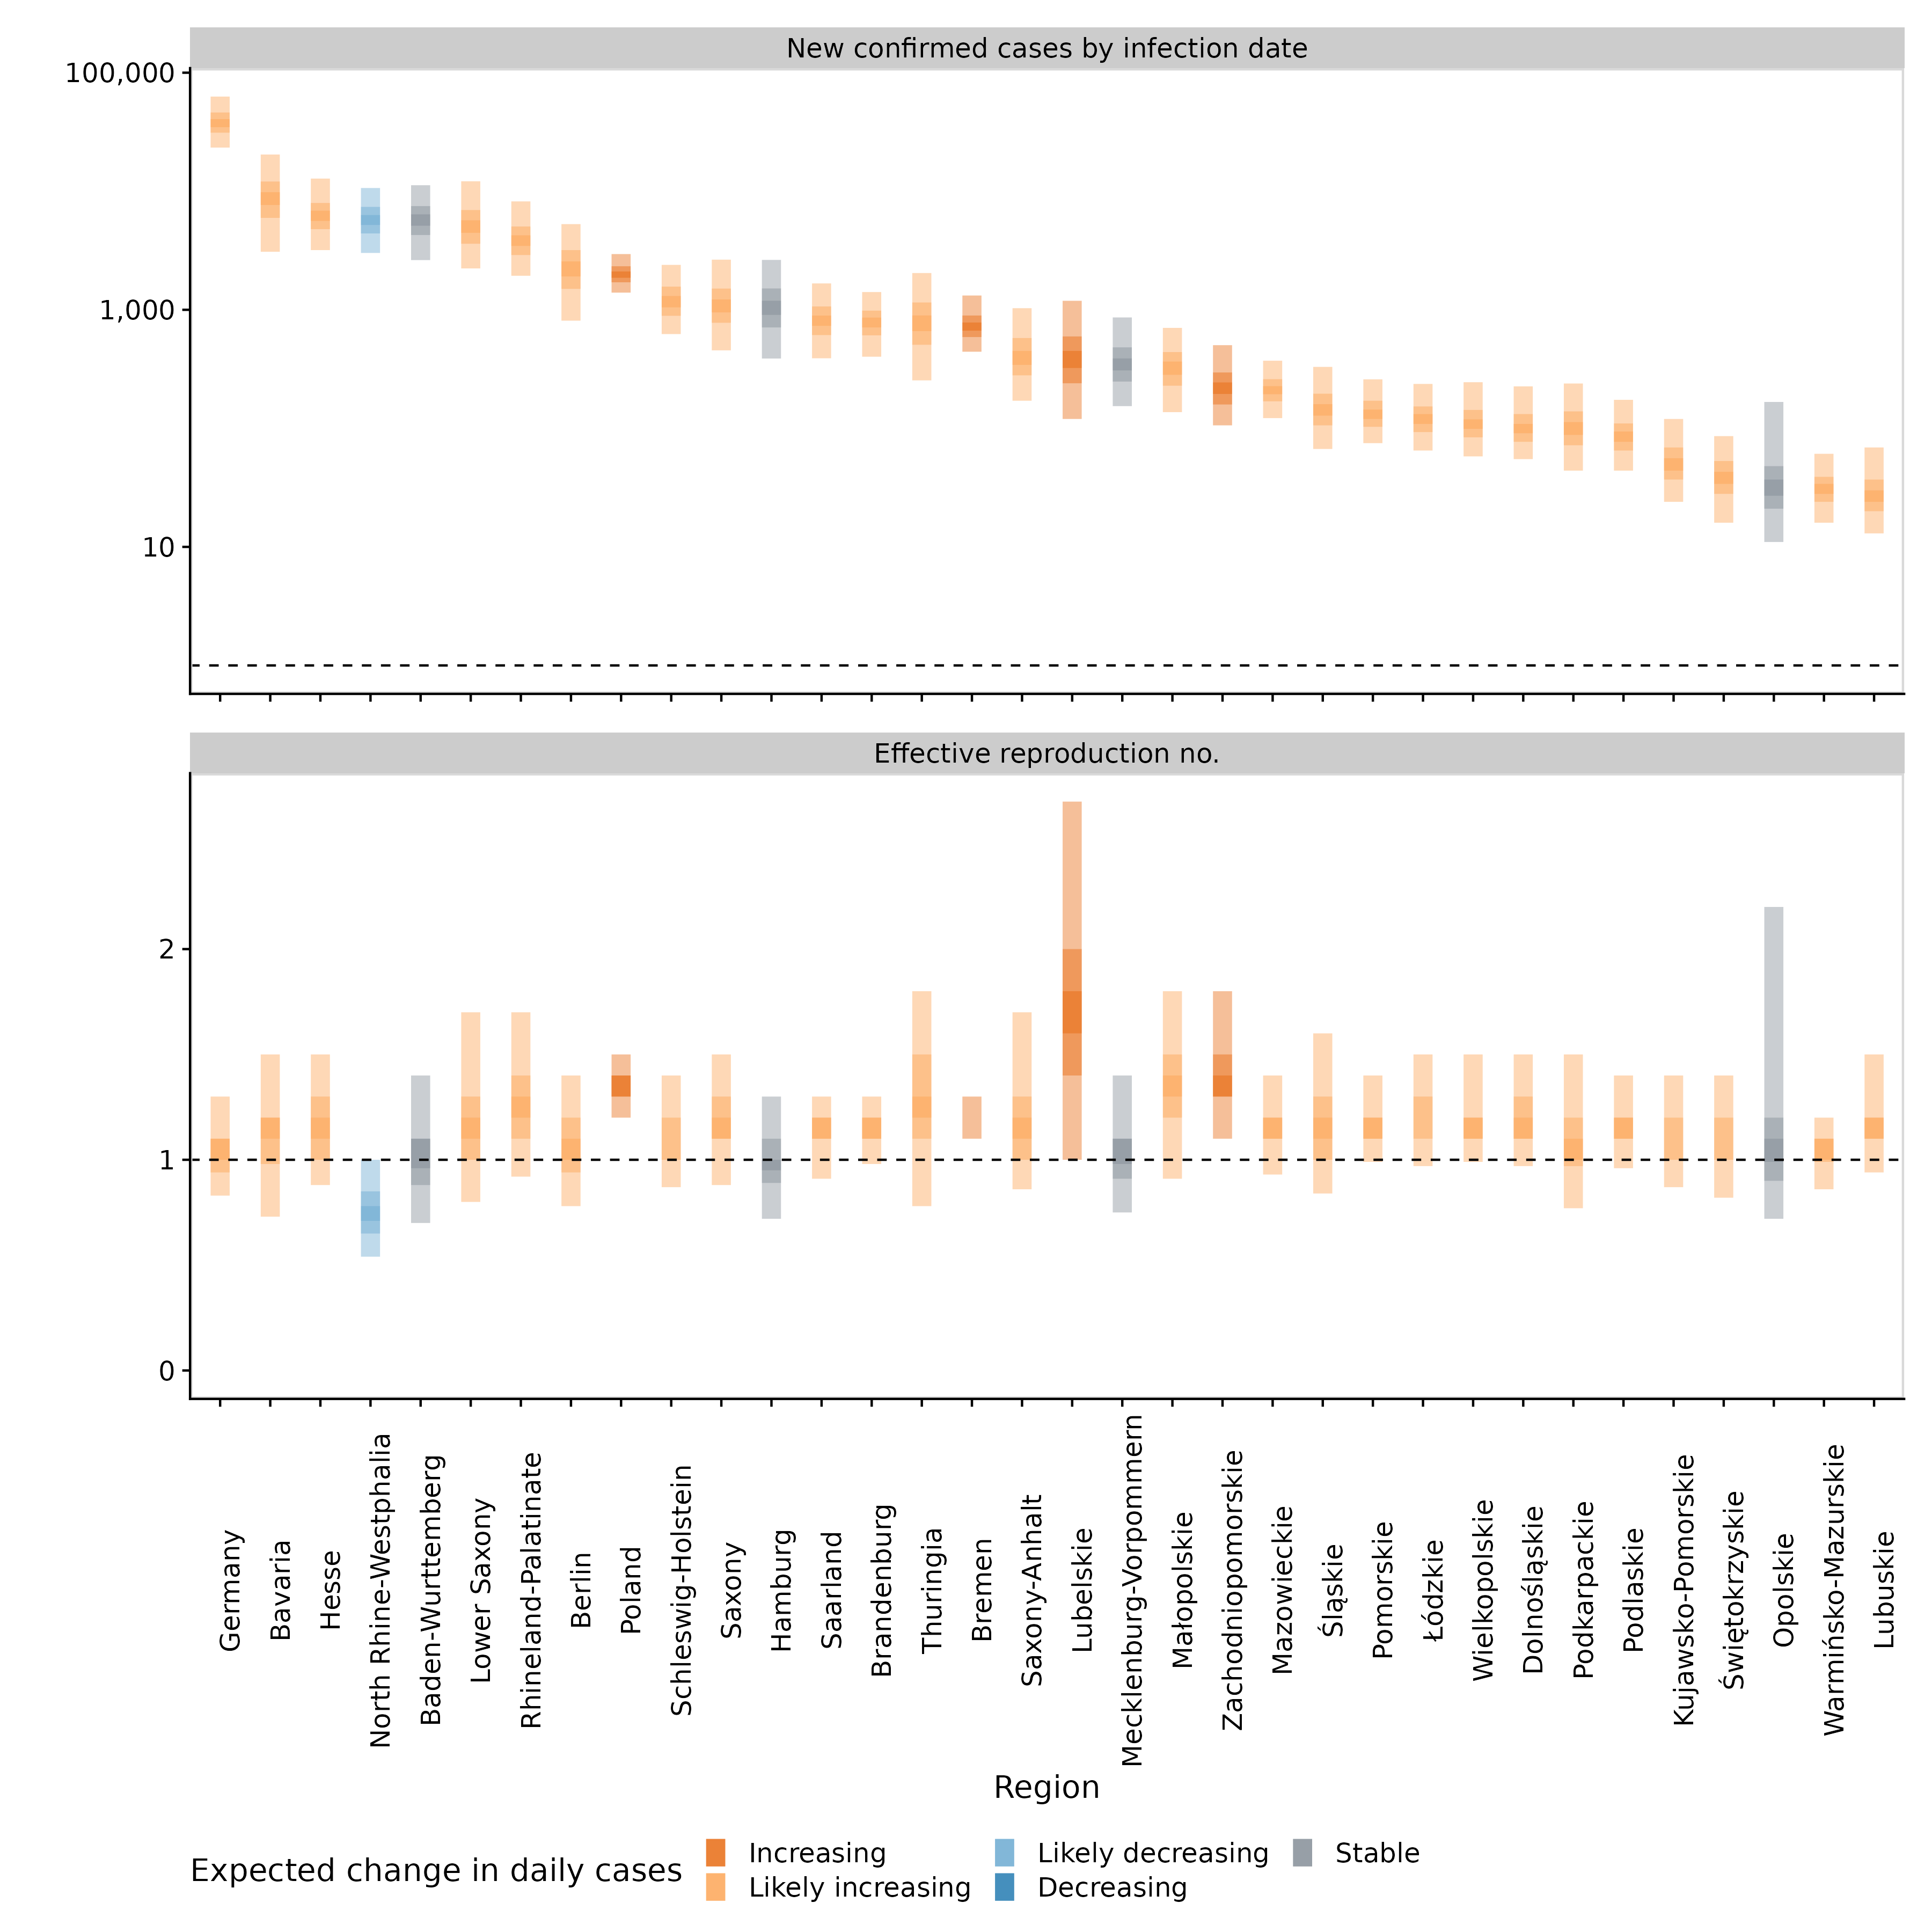 New confirmed cases by infection date
100,000
1,000
10
Effective reproduction no.
2
1
0
Germany
Bavaria
Hesse
North Rhine-Westphalia
Baden-Wurttemberg
Lower Saxony
Rhineland-Palatinate
Berlin
Poland
Schleswig-Holstein
Saxony
Hamburg
Saarland
Brandenburg
Thuringia
Bremen
Saxony-Anhalt
Lubelskie
Mecklenburg-Vorpommern
Małopolskie
Zachodniopomorskie
Mazowieckie
Śląskie
Pomorskie
Łódzkie
Wielkopolskie
Dolnośląskie
Podkarpackie
Podlaskie
Kujawsko-Pomorskie
Świętokrzyskie
Opolskie
Warmińsko-Mazurskie
Lubuskie
Region
Expected change in daily cases
Increasing
Likely increasing
Likely decreasing
Decreasing
Stable